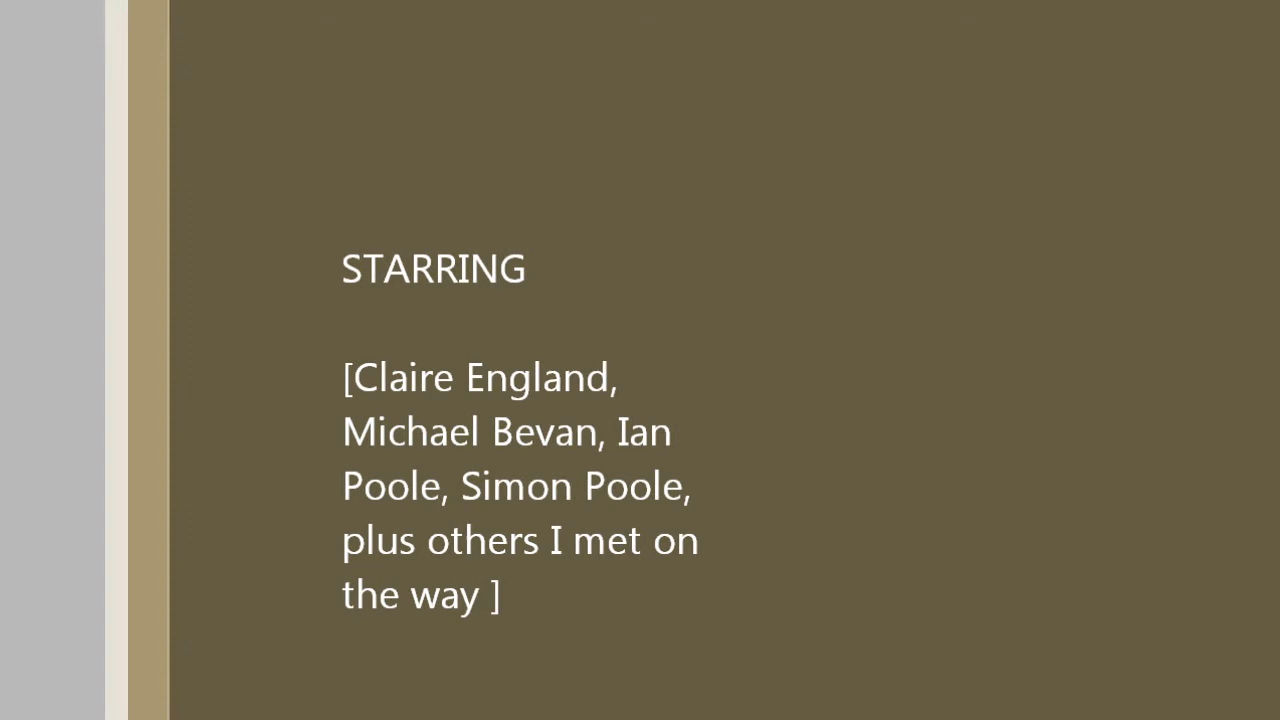 STARRING
[Claire England,
Michael Bevan, Ian
Poole, Simon Poole,
plus others I met on
the way ]